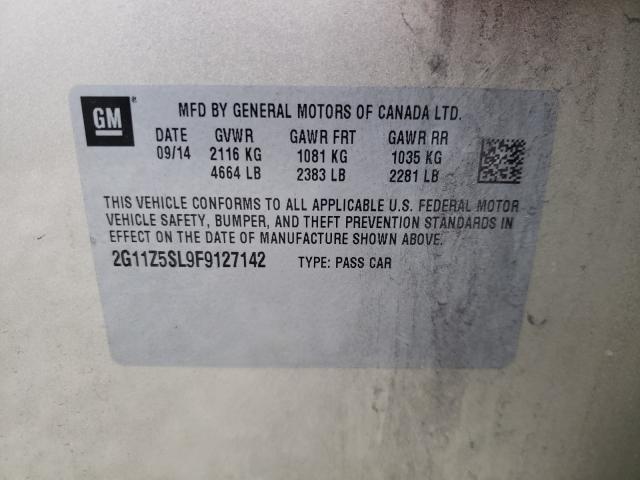 GM
MFD BY GENERAL MOTORS OF CANADA LTD.
DATE GVWR GAWR FRT GAWR RR
09/14 2116 KG 1081 KG 1035 KG
4664 LB 2383 LB 2281 LB
THIS VEHICLE CONFORMS TO ALL APPLICABLE U.S. FEDERAL MOTOR
VEHICLE SAFETY, BUMPER, AND THEFT PREVENTION STANDARDS IN
EFFECT ON THE DATE OF MANUFACTURE SHOWN ABOVE.
2G11Z5SL9F9127142 TYPE: PASS CAR